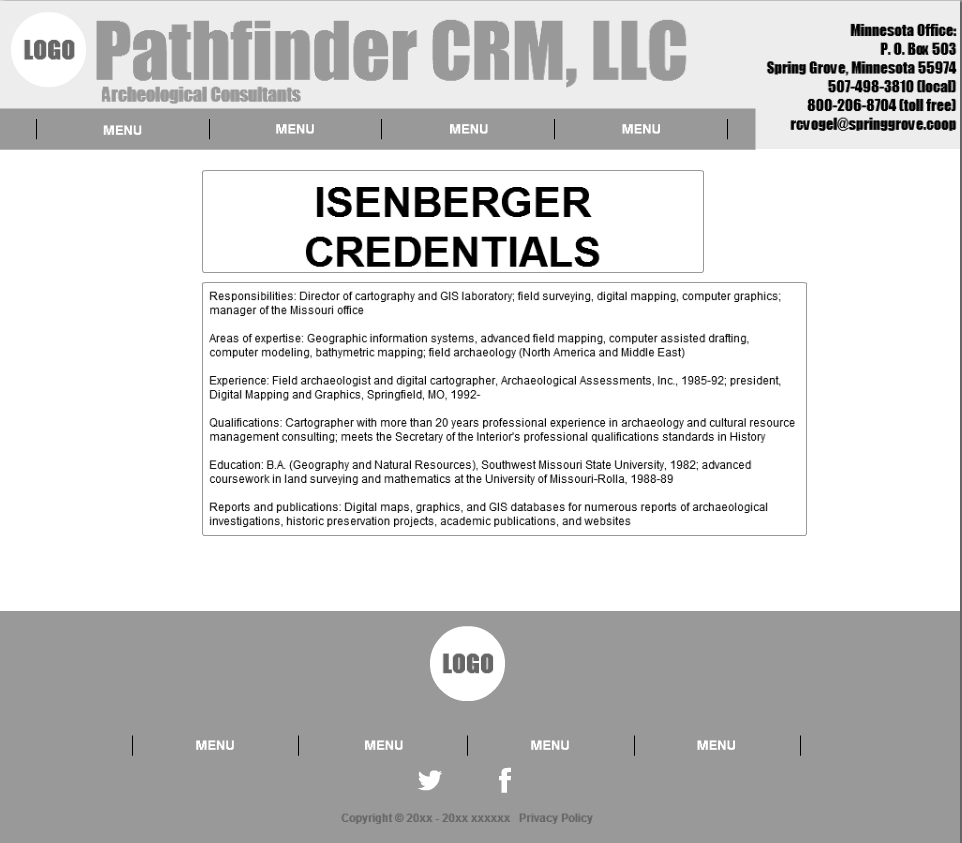 LOGO
Pathfinder CRM, LLC
Archeological Consultants
Minnesota Office:
P. O. Box 503
Spring Grove, Minnesota 55974
507-498-3810 (local)
800-206-8704 (toll free)
rcvogel@springgrove.coop
MENU MENU MENU MENU
ISENBERGER
CREDENTIALS
Responsibilities: Director of cartography and GIS laboratory; field surveying, digital mapping, computer graphics;
manager of the Missouri office
Areas of expertise: Geographic information systems, advanced field mapping, computer assisted drafting,
computer modeling, bathymetric mapping; field archaeology (North America and Middle East)
Experience: Field archaeologist and digital cartographer, Archaeological Assessments, Inc., 1985-92; president,
Digital Mapping and Graphics, Springfield, MO, 1992-
Qualifications: Cartographer with more than 20 years professional experience in archaeology and cultural resource
management consulting; meets the Secretary of the Interior's professional qualifications standards in History
Education: B.A. (Geography and Natural Resources), Southwest Missouri State University, 1982; advanced
coursework in land surveying and mathematics at the University of Missouri-Rolla, 1988-89
Reports and publications: Digital maps, graphics, and GIS databases for numerous reports of archaeological
investigations, historic preservation projects, academic publications, and websites
LOGO
MENU MENU MENU MENU
Copyright © 20xx - 20xx xxxxxx Privacy Policy